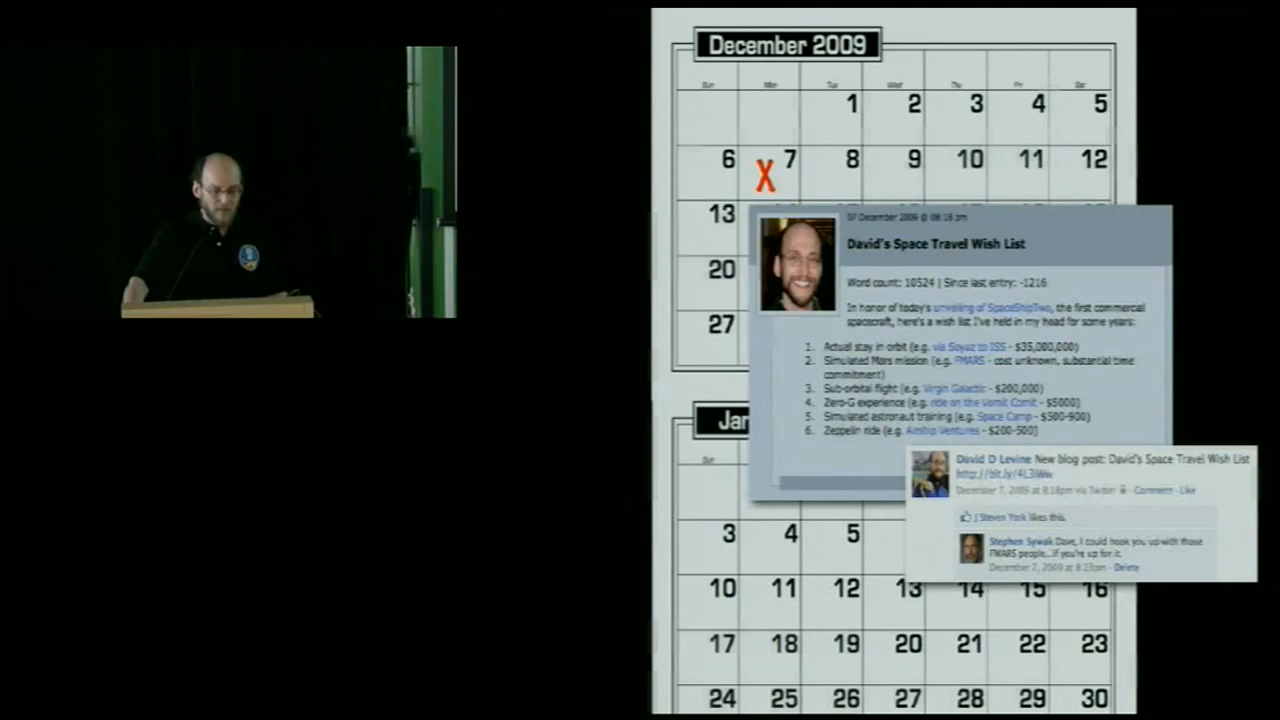 December 2009
Sun Mon Tue Wed Thu Fri Sat
1 2 3 4 5
6 X 7 8 9 10 11 12
13
20
27
07 December 2009 @ 08:18 pm
David's Space Travel Wish List
Word count: 10524 | Since last entry: -1216
In honor of today's unveiling of SpaceShipTwo, the first commercial
spacecraft, here's a wish list I've held in my head for some years:
1. Actual stay in orbit (e.g. via Soyuz to ISS - $35,000,000)
2. Simulated Mars mission (e.g. FMARS - cost unknown, substantial time
commitment)
3. Sub-orbital flight (e.g. Virgin Galactic - $200,000)
4. Zero-G experience (e.g. ride on the Vomit Comit - $5000)
5. Simulated astronaut training (e.g. Space Camp - $500-900)
6. Zeppelin ride (e.g. Airship Ventures - $200-500)
Jan
Sun
David D Levine New blog post: David's Space Travel Wish List
December 7, 2009 at 8:18pm via Twitter · Comment · Like
J Steven York likes this.
Stephen Sywak Dave, I could hook you up with those
FMARS people...if you're up for it.
December 7, 2009 at 8:23pm · Delete
3 4 5
10 11 12 13 14 15 16
17 18 19 20 21 22 23
24 25 26 27 28 29 30